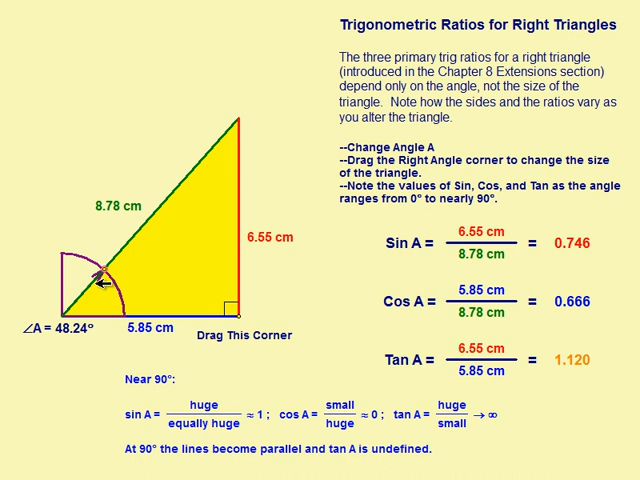 Trigonometric Ratios for Right Triangles
The three primary trig ratios for a right triangle
(introduced in the Chapter 8 Extensions section)
depend only on the angle, not the size of the
triangle. Note how the sides and the ratios vary as
you alter the triangle.
--Change Angle A
--Drag the Right Angle corner to change the size
of the triangle.
--Note the values of Sin, Cos, and Tan as the angle
ranges from 0° to nearly 90°.
8.78 cm
6.55 cm
∠A = 48.24°
5.85 cm
Drag This Corner
Sin A = 6.55 cm / 8.78 cm = 0.746
Cos A = 5.85 cm / 8.78 cm = 0.666
Tan A = 6.55 cm / 5.85 cm = 1.120
Near 90°:
sin A = huge / equally huge ≈ 1 ; cos A = small / huge ≈ 0 ; tan A = huge / small → ∞
At 90° the lines become parallel and tan A is undefined.